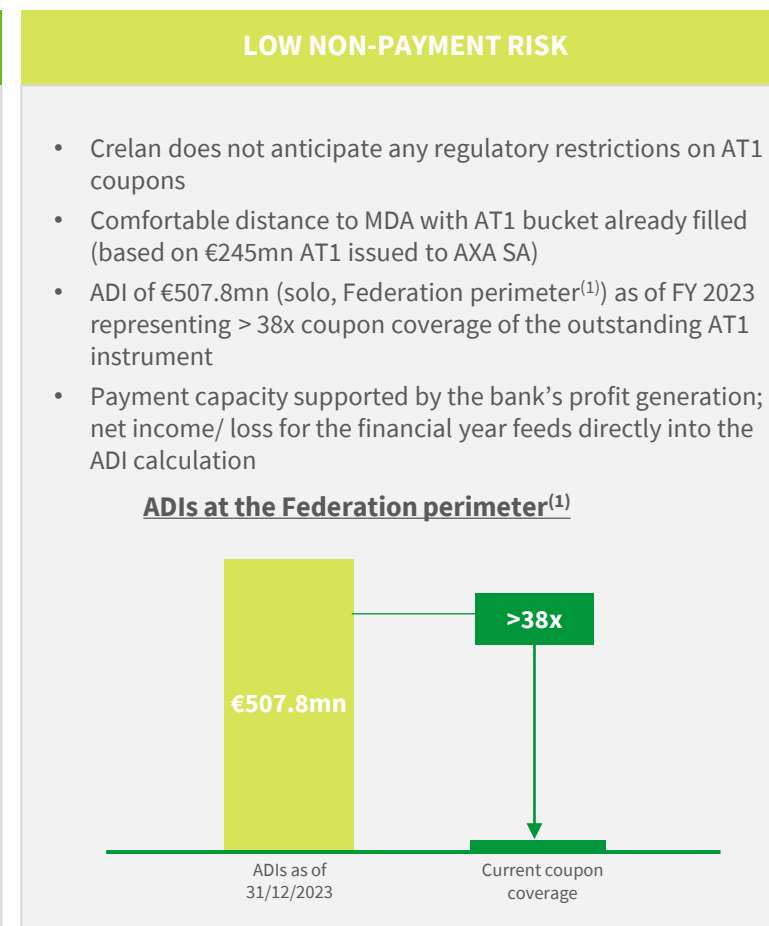 LOW NON-PAYMENT RISK
• Crelan does not anticipate any regulatory restrictions on AT1
coupons
• Comfortable distance to MDA with AT1 bucket already filled
(based on €245mn AT1 issued to AXA SA)
• ADI of €507.8mn (solo, Federation perimeter(1)) as of FY 2023
representing > 38x coupon coverage of the outstanding AT1
instrument
• Payment capacity supported by the bank’s profit generation;
net income/ loss for the financial year feeds directly into the
ADI calculation
ADIs at the Federation perimeter(1)
>38x
€507.8mn
ADIs as of
31/12/2023
Current coupon
coverage